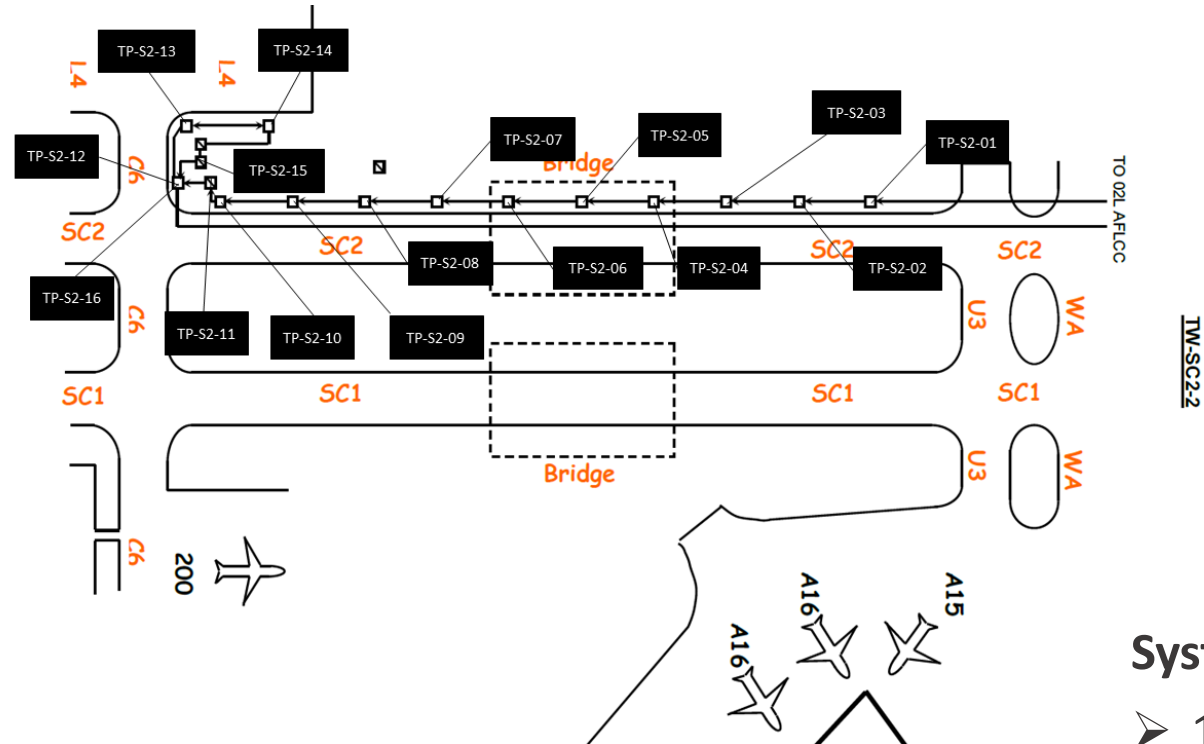 TP-S2-13
TP-S2-14
L4
L4
TP-S2-03
TP-S2-07
TP-S2-05
TP-S2-01
TP-S2-12
C6
C6
TP-S2-15
Bridge
TO 02L AFLCC
SC2
SC2
SC2
SC2
TP-S2-08
TP-S2-06
TP-S2-04
TP-S2-02
TP-S2-16
C6
C6
TP-S2-11
TP-S2-10
TP-S2-09
U3
WA
TW-SC2-2
SC1
SC1
SC1
SC1
Bridge
U3
WA
C6
200
A16
A16
A15
Syst
➢ 1